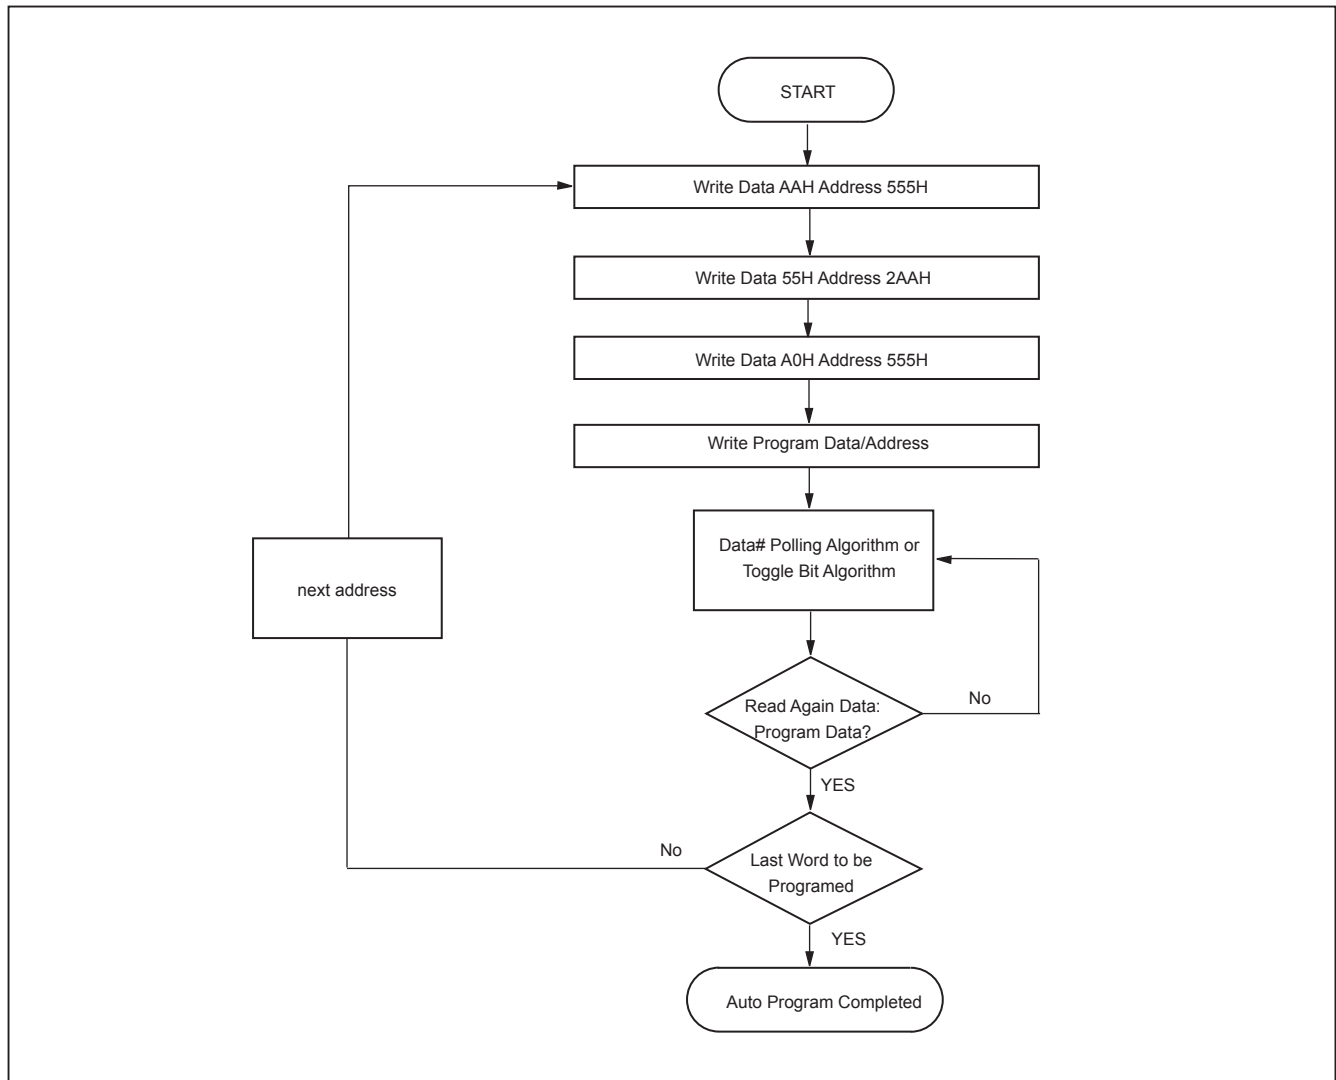 START
Write Data AAH Address 555H
Write Data 55H Address 2AAH
Write Data A0H Address 555H
Write Program Data/Address
Data# Polling Algorithm or
Toggle Bit Algorithm
next address
Read Again Data:
Program Data?
No
YES
No
Last Word to be
Programed
YES
Auto Program Completed